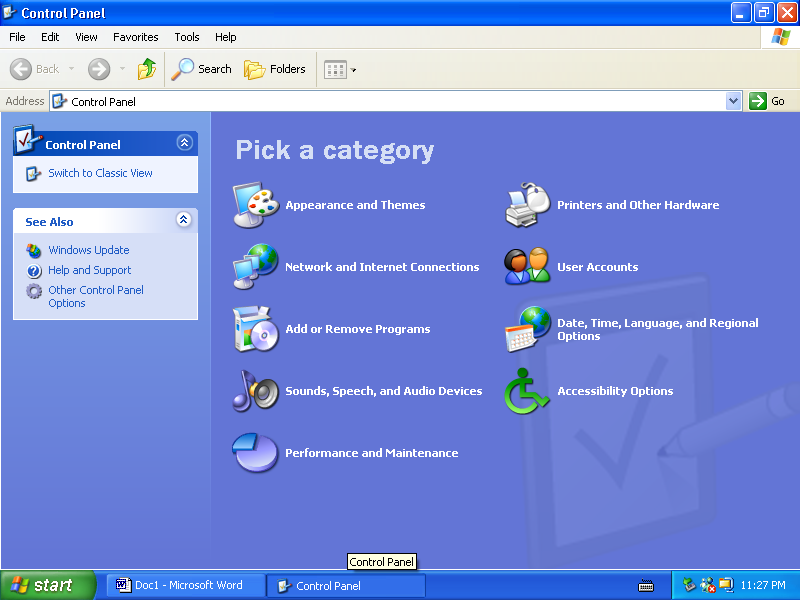 Control Panel
File Edit View Favorites Tools Help
Back Search Folders
Address Control Panel Go
Control Panel
Switch to Classic View
See Also
Windows Update
Help and Support
Other Control Panel
Options
Pick a category
Appearance and Themes
Printers and Other Hardware
Network and Internet Connections
User Accounts
Add or Remove Programs
Date, Time, Language, and Regional
Options
Sounds, Speech, and Audio Devices
Accessibility Options
Performance and Maintenance
Control Panel
start Doc1 - Microsoft Word Control Panel 11:27 PM